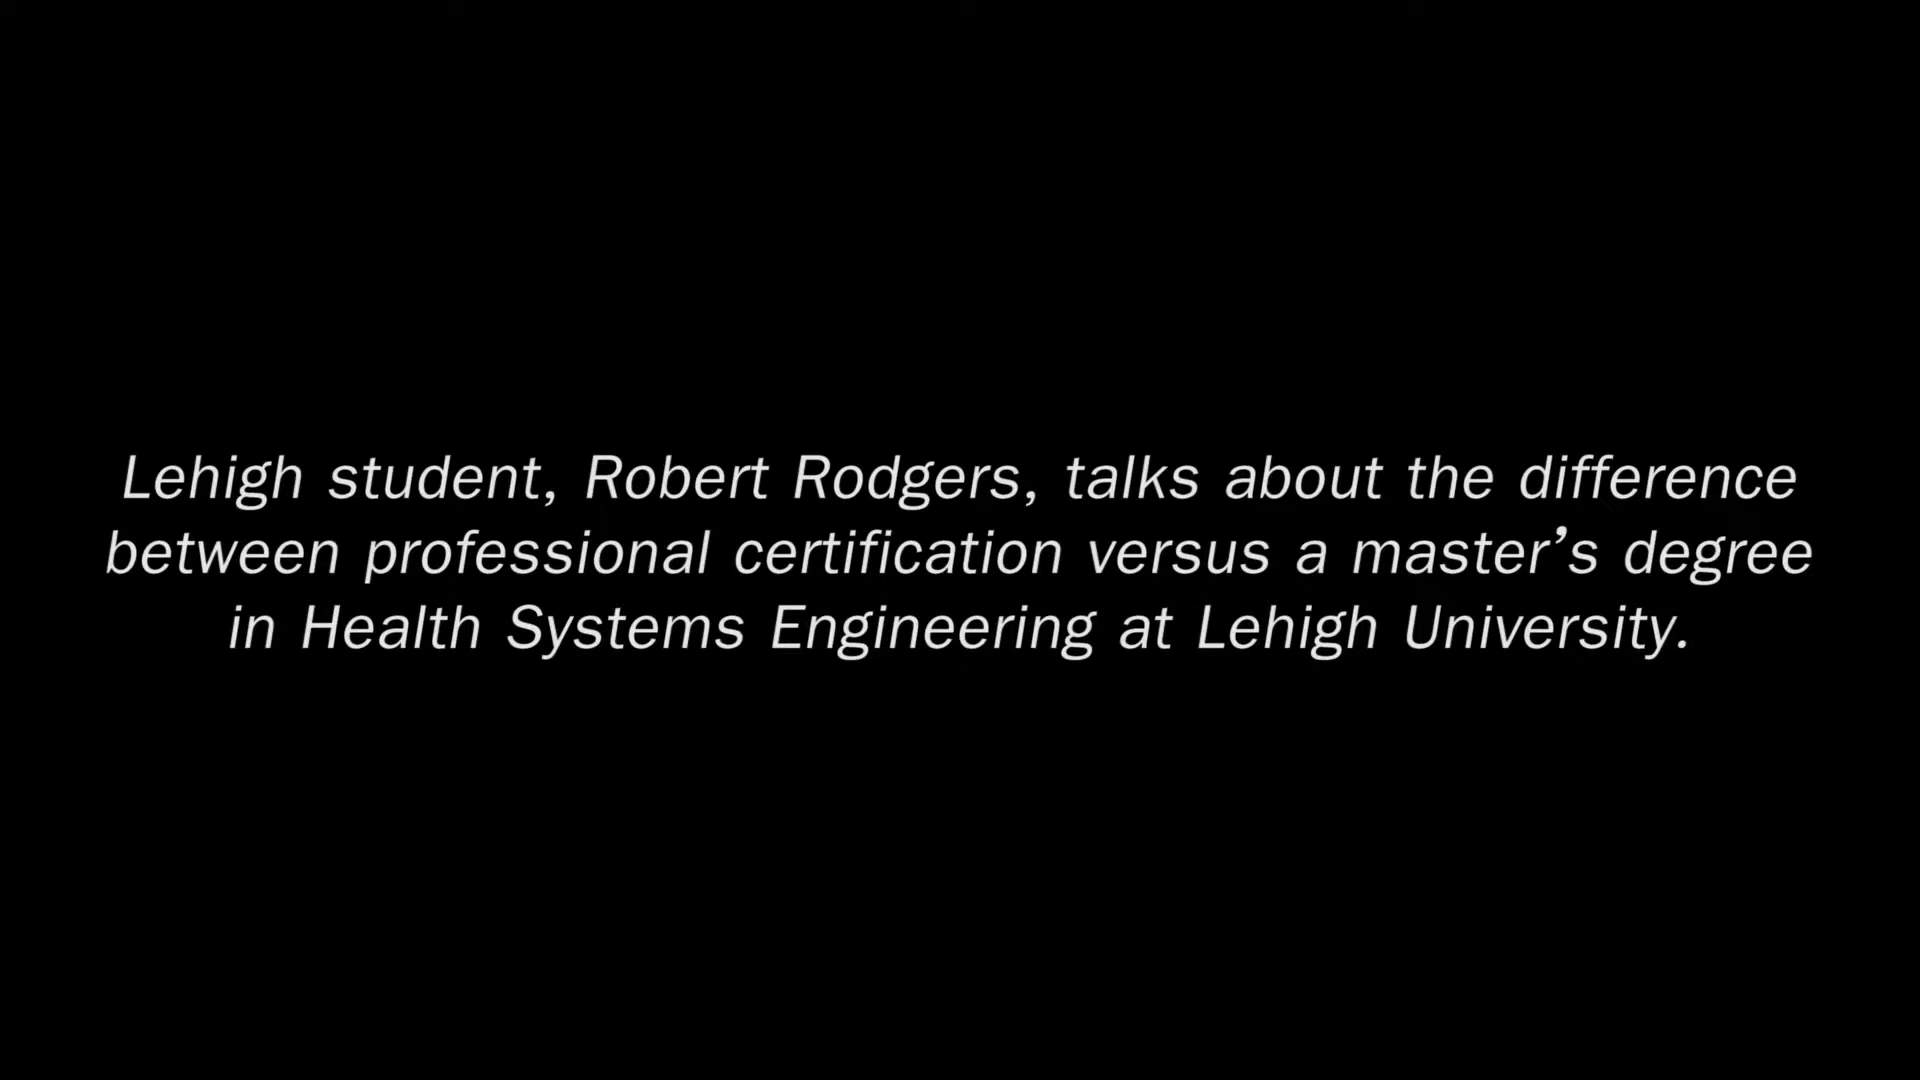 Lehigh student, Robert Rodgers, talks about the difference
between professional certification versus a master’s degree
in Health Systems Engineering at Lehigh University.